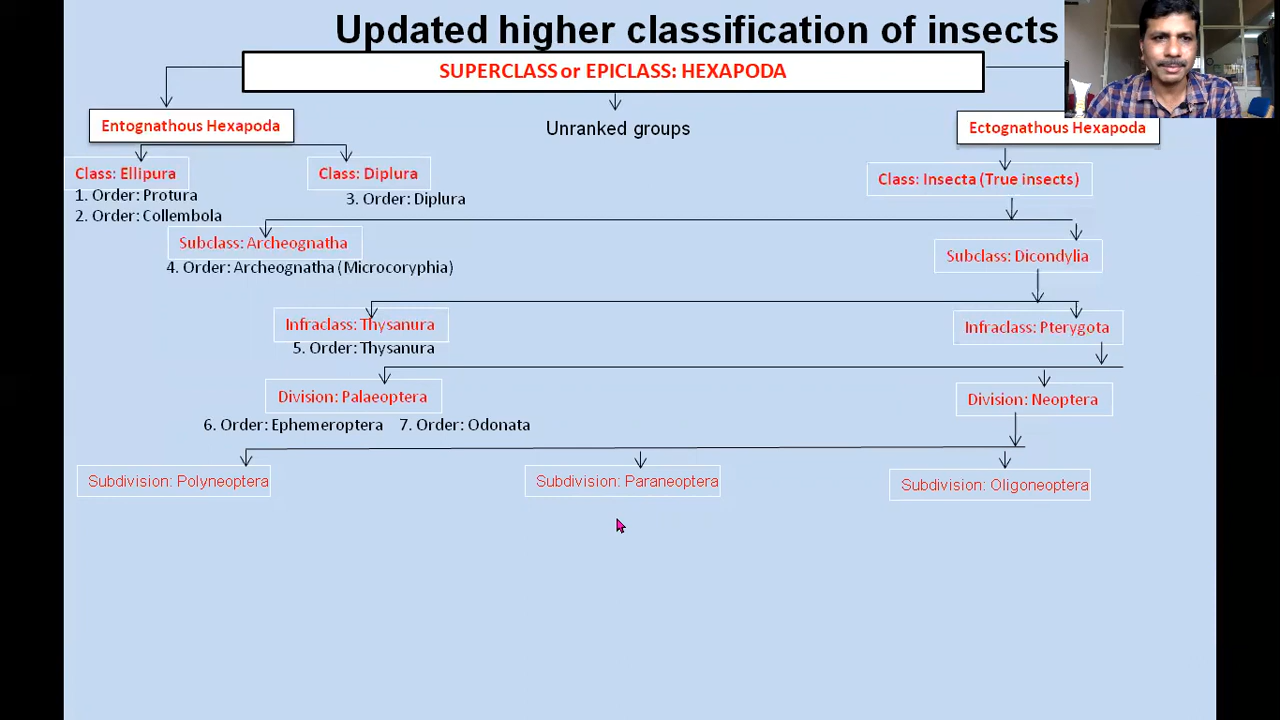 Updated higher classification of insects
SUPERCLASS or EPICLASS: HEXAPODA
Entognathous Hexapoda
Unranked groups
Ectognathous Hexapoda
Class: Ellipura
Class: Diplura
Class: Insecta (True insects)
1. Order: Protura
3. Order: Diplura
2. Order: Collembola
Subclass: Archeognatha
Subclass: Dicondylia
4. Order: Archeognatha (Microcoryphia)
Infraclass: Thysanura
Infraclass: Pterygota
5. Order: Thysanura
Division: Palaeoptera
Division: Neoptera
6. Order: Ephemeroptera 7. Order: Odonata
Subdivision: Polyneoptera
Subdivision: Paraneoptera
Subdivision: Oligoneoptera